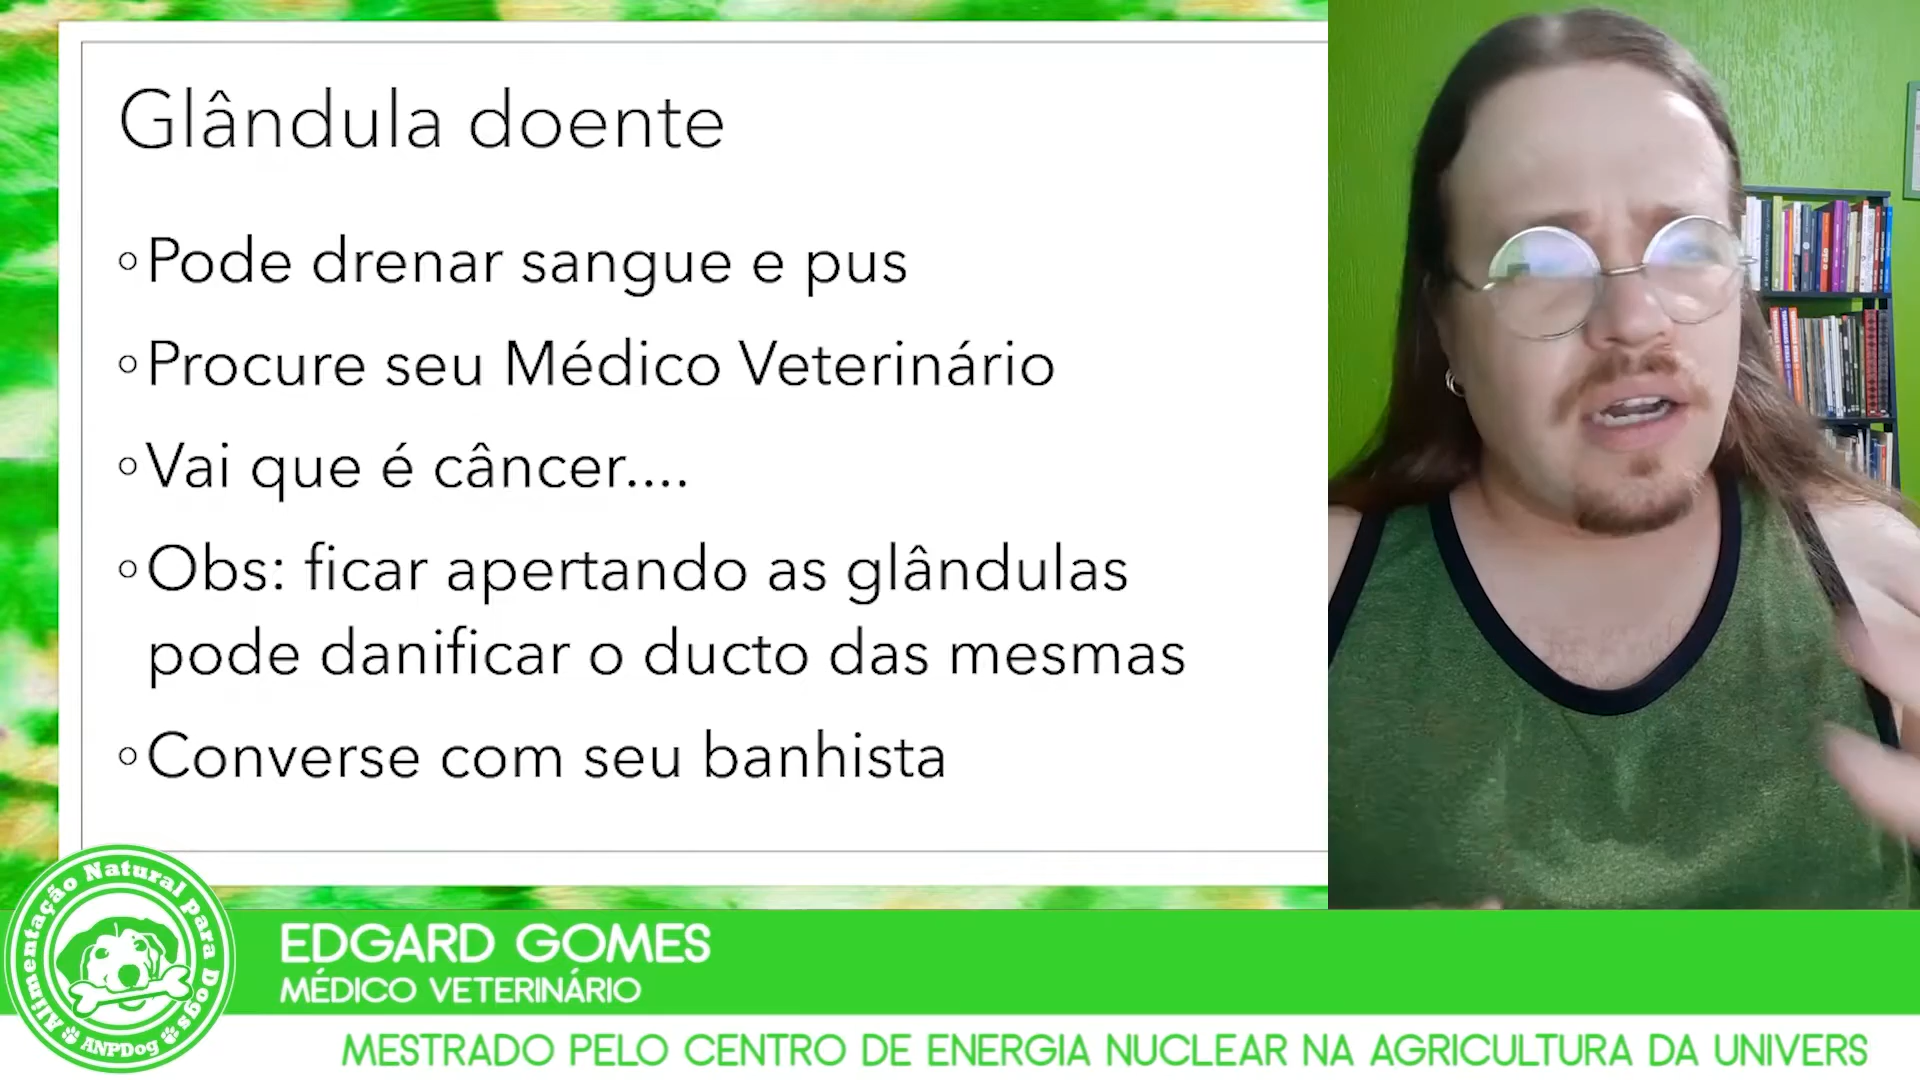 Glândula doente
◦Pode drenar sangue e pus
◦Procure seu Médico Veterinário
◦Vai que é câncer....
◦Obs: ficar apertando as glândulas
pode danificar o ducto das mesmas
◦Converse com seu banhista
Alimentação Natural Para Dogs
ANPDog
EDGARD GOMES
MÉDICO VETERINÁRIO
MESTRADO PELO CENTRO DE ENERGIA NUCLEAR NA AGRICULTURA DA UNIVERS